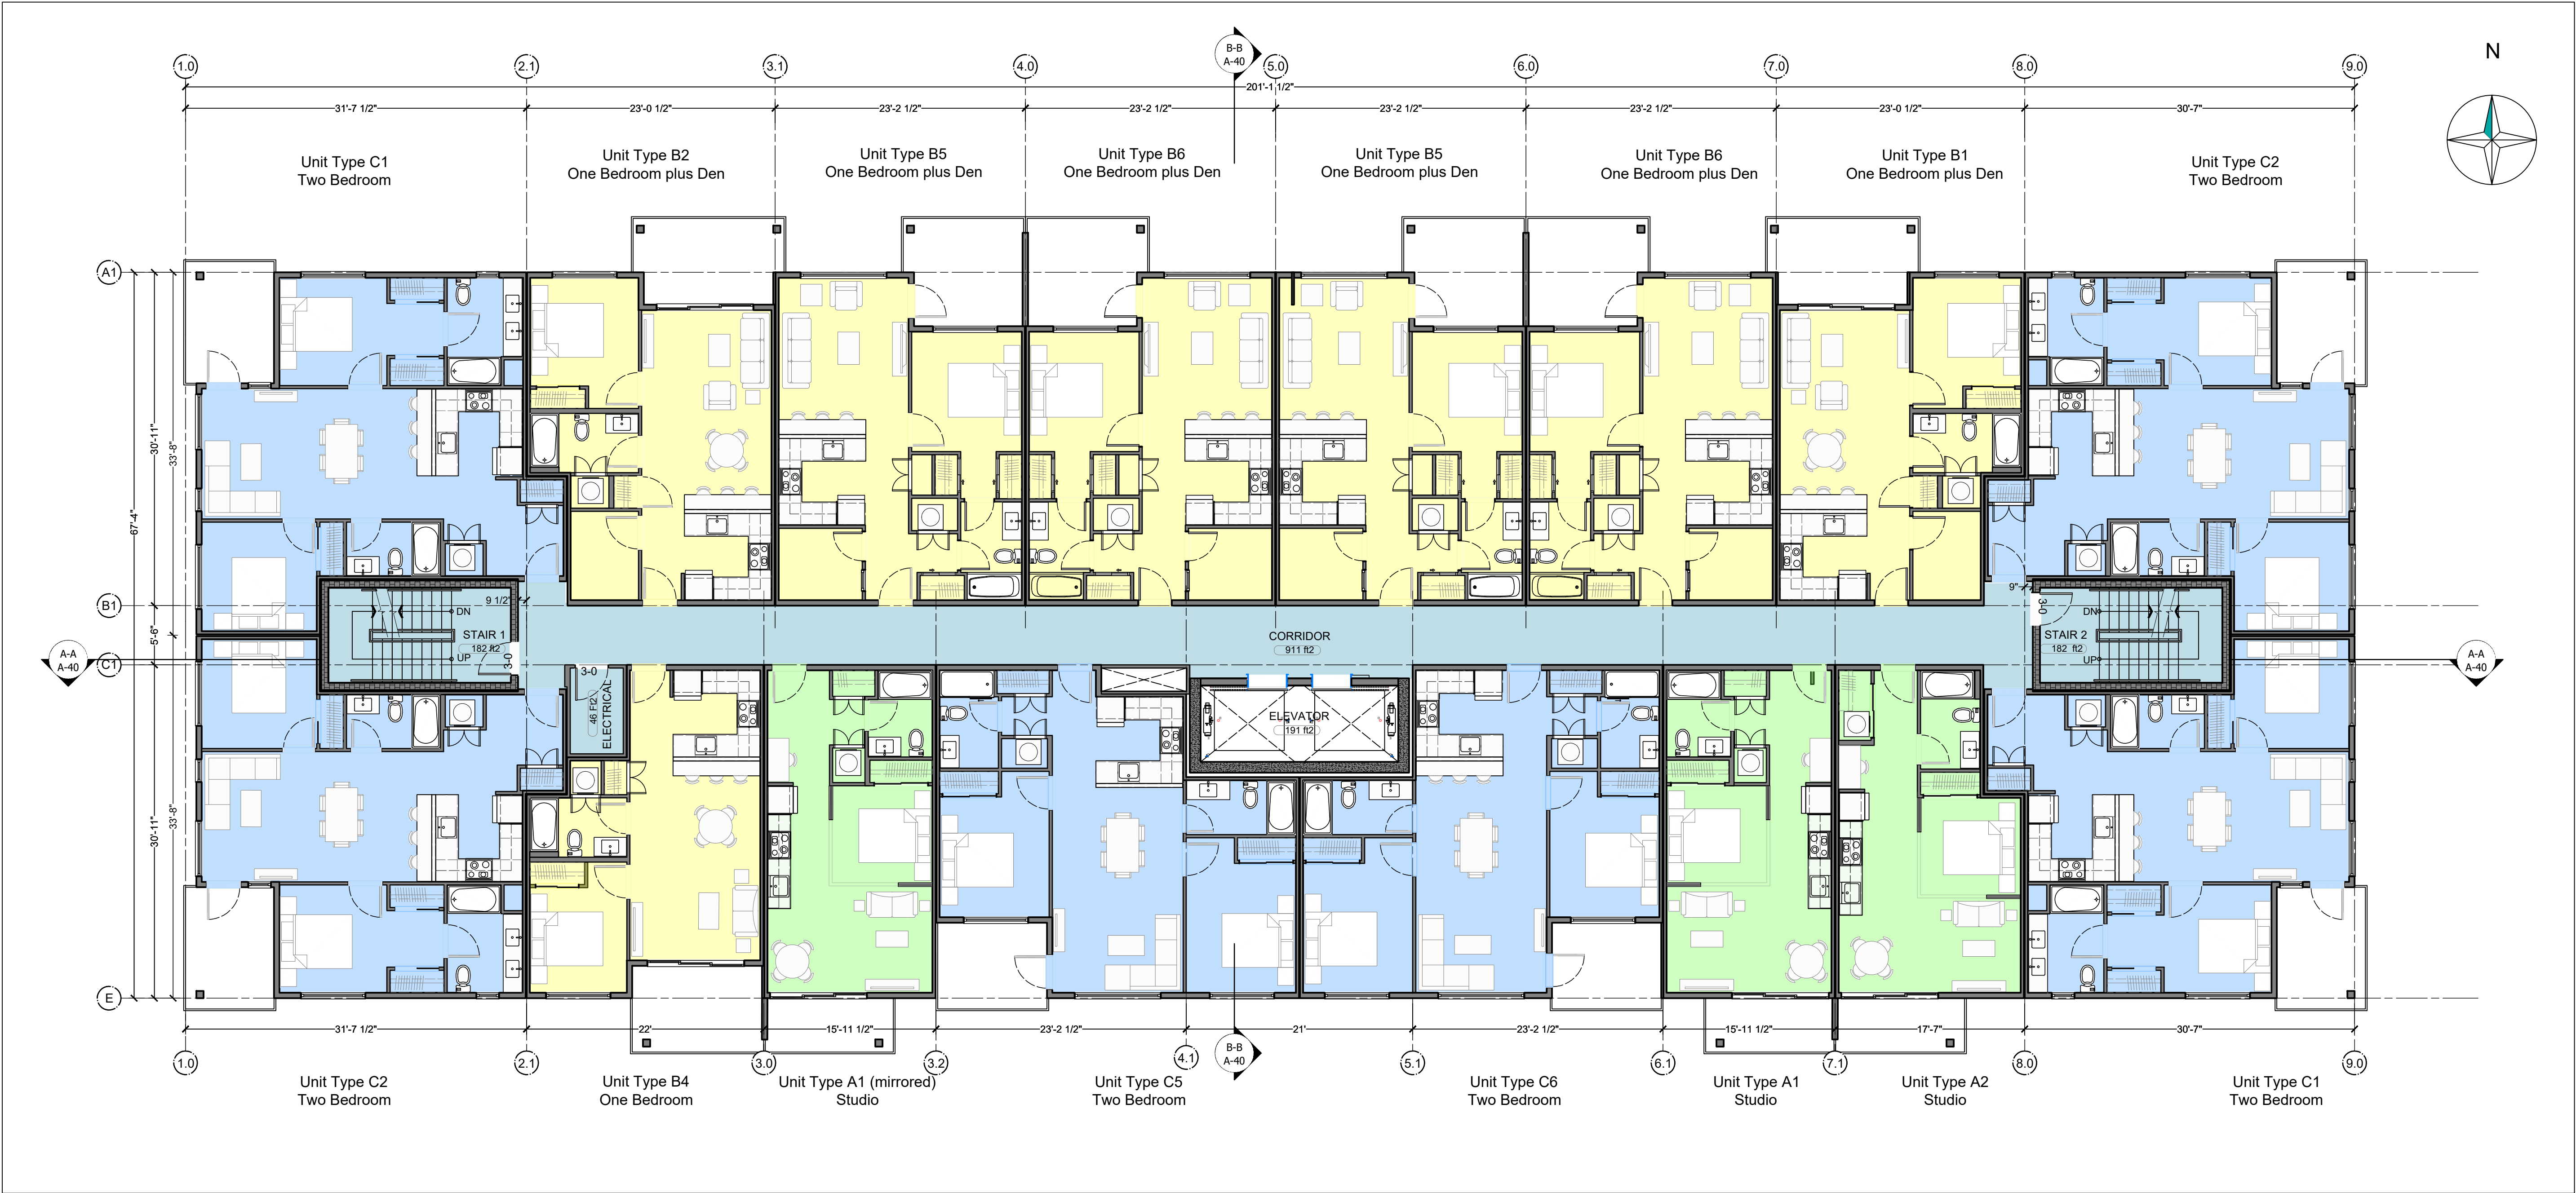 B-B
A-40
N
1.0
2.1
3.1
4.0
5.0
6.0
7.0
8.0
9.0
201'-1 1/2"
31'-7 1/2"
23'-0 1/2"
23'-2 1/2"
23'-2 1/2"
23'-2 1/2"
23'-2 1/2"
23'-0 1/2"
30'-7"
Unit Type C1
Two Bedroom
Unit Type B2
One Bedroom plus Den
Unit Type B5
One Bedroom plus Den
Unit Type B6
One Bedroom plus Den
Unit Type B5
One Bedroom plus Den
Unit Type B6
One Bedroom plus Den
Unit Type B1
One Bedroom plus Den
Unit Type C2
Two Bedroom
A1
30'-11"
33'-8"
67'-4"
B1
5'-6"
C1
A-A
A-40
9 1/2"
DN
STAIR 1
182 ft2
UP
3-0
3-0
ELECTRICAL
46 Ft2
CORRIDOR
911 ft2
ELEVATOR
191 ft2
9"
3-0
DN
STAIR 2
182 ft2
UP
A-A
A-40
30'-11"
33'-8"
E
31'-7 1/2"
22'
15'-11 1/2"
23'-2 1/2"
21'
23'-2 1/2"
15'-11 1/2"
17'-7"
30'-7"
1.0
2.1
3.0
3.2
4.1
B-B
A-40
5.1
6.1
7.1
8.0
9.0
Unit Type C2
Two Bedroom
Unit Type B4
One Bedroom
Unit Type A1 (mirrored)
Studio
Unit Type C5
Two Bedroom
Unit Type C6
Two Bedroom
Unit Type A1
Studio
Unit Type A2
Studio
Unit Type C1
Two Bedroom